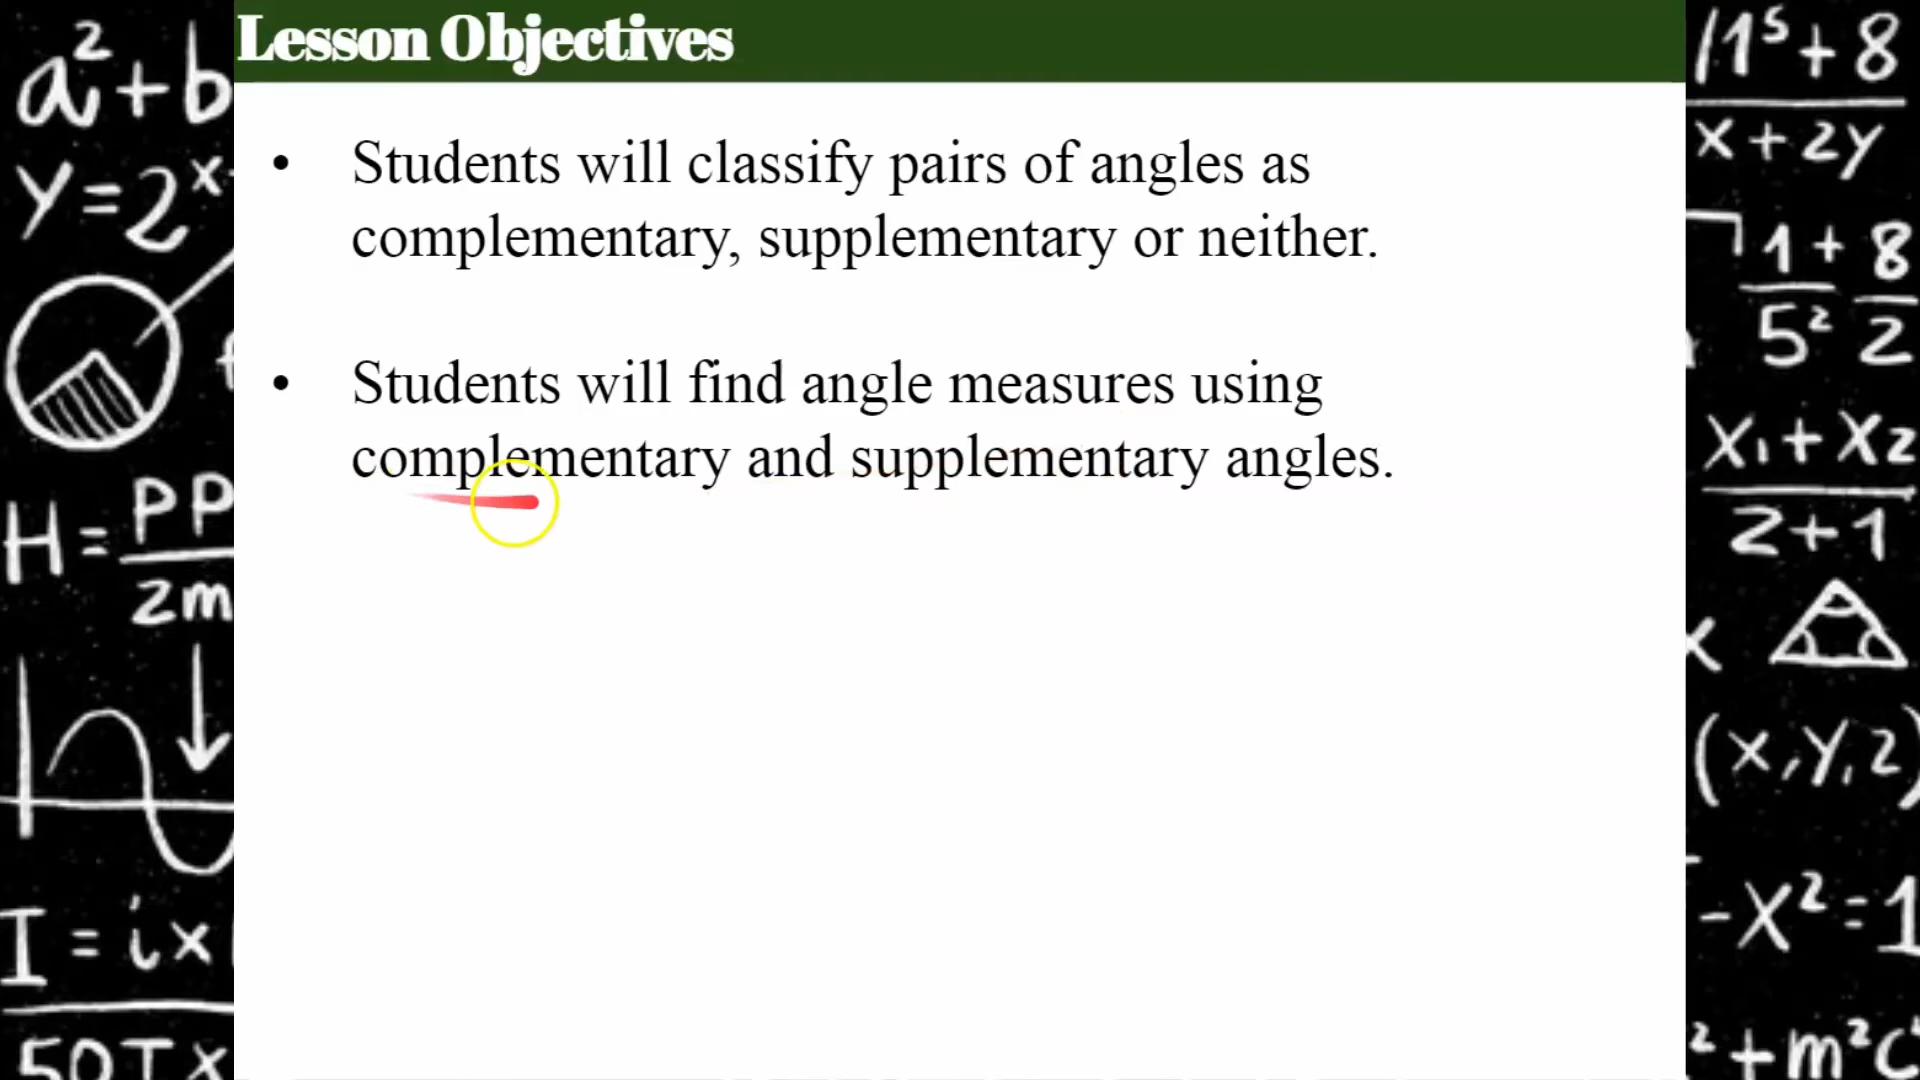 Lesson Objectives
• Students will classify pairs of angles as
complementary, supplementary or neither.
• Students will find angle measures using
complementary and supplementary angles.
a²+b
y=2ˣ
H=pp
2m
I=ix
50Tx
11⁵+8
x+2y
1+8
5² 2
x₁+x₂
2+1
(x,y,z)
-x²=1
²+m²c